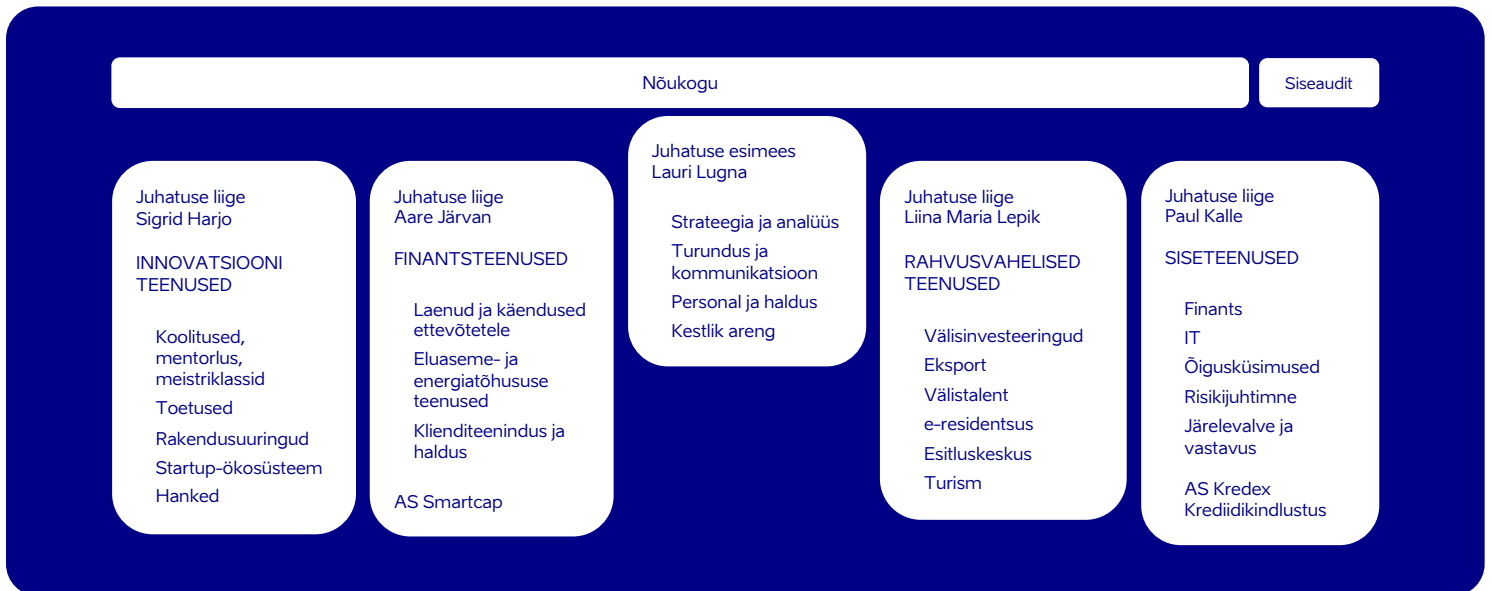 Nõukogu
Siseaudit
Juhatuse liige
Sigrid Harjo
INNOVATSIOONI
TEENUSED
Koolitused,
mentorlus,
meistriklassid
Toetused
Rakendusuuringud
Startup-ökosüsteem
Hanked
Juhatuse liige
Aare Järvan
FINANTSTEENUSED
Laenud ja käendused
ettevõtetele
Eluaseme- ja
energiatõhususe
teenused
Klienditeenindus ja
haldus
AS Smartcap
Juhatuse esimees
Lauri Lugna
Strateegia ja analüüs
Turundus ja
kommunikatsioon
Personal ja haldus
Kestlik areng
Juhatuse liige
Liina Maria Lepik
RAHVUSVAHELISED
TEENUSED
Välisinvesteeringud
Eksport
Välistalent
e-residentsus
Esitluskeskus
Turism
Juhatuse liige
Paul Kalle
SISETEENUSED
Finants
IT
Õigusküsimused
Risikijuhtimne
Järelevalve ja
vastavus
AS Kredex
Krediidikindlustus